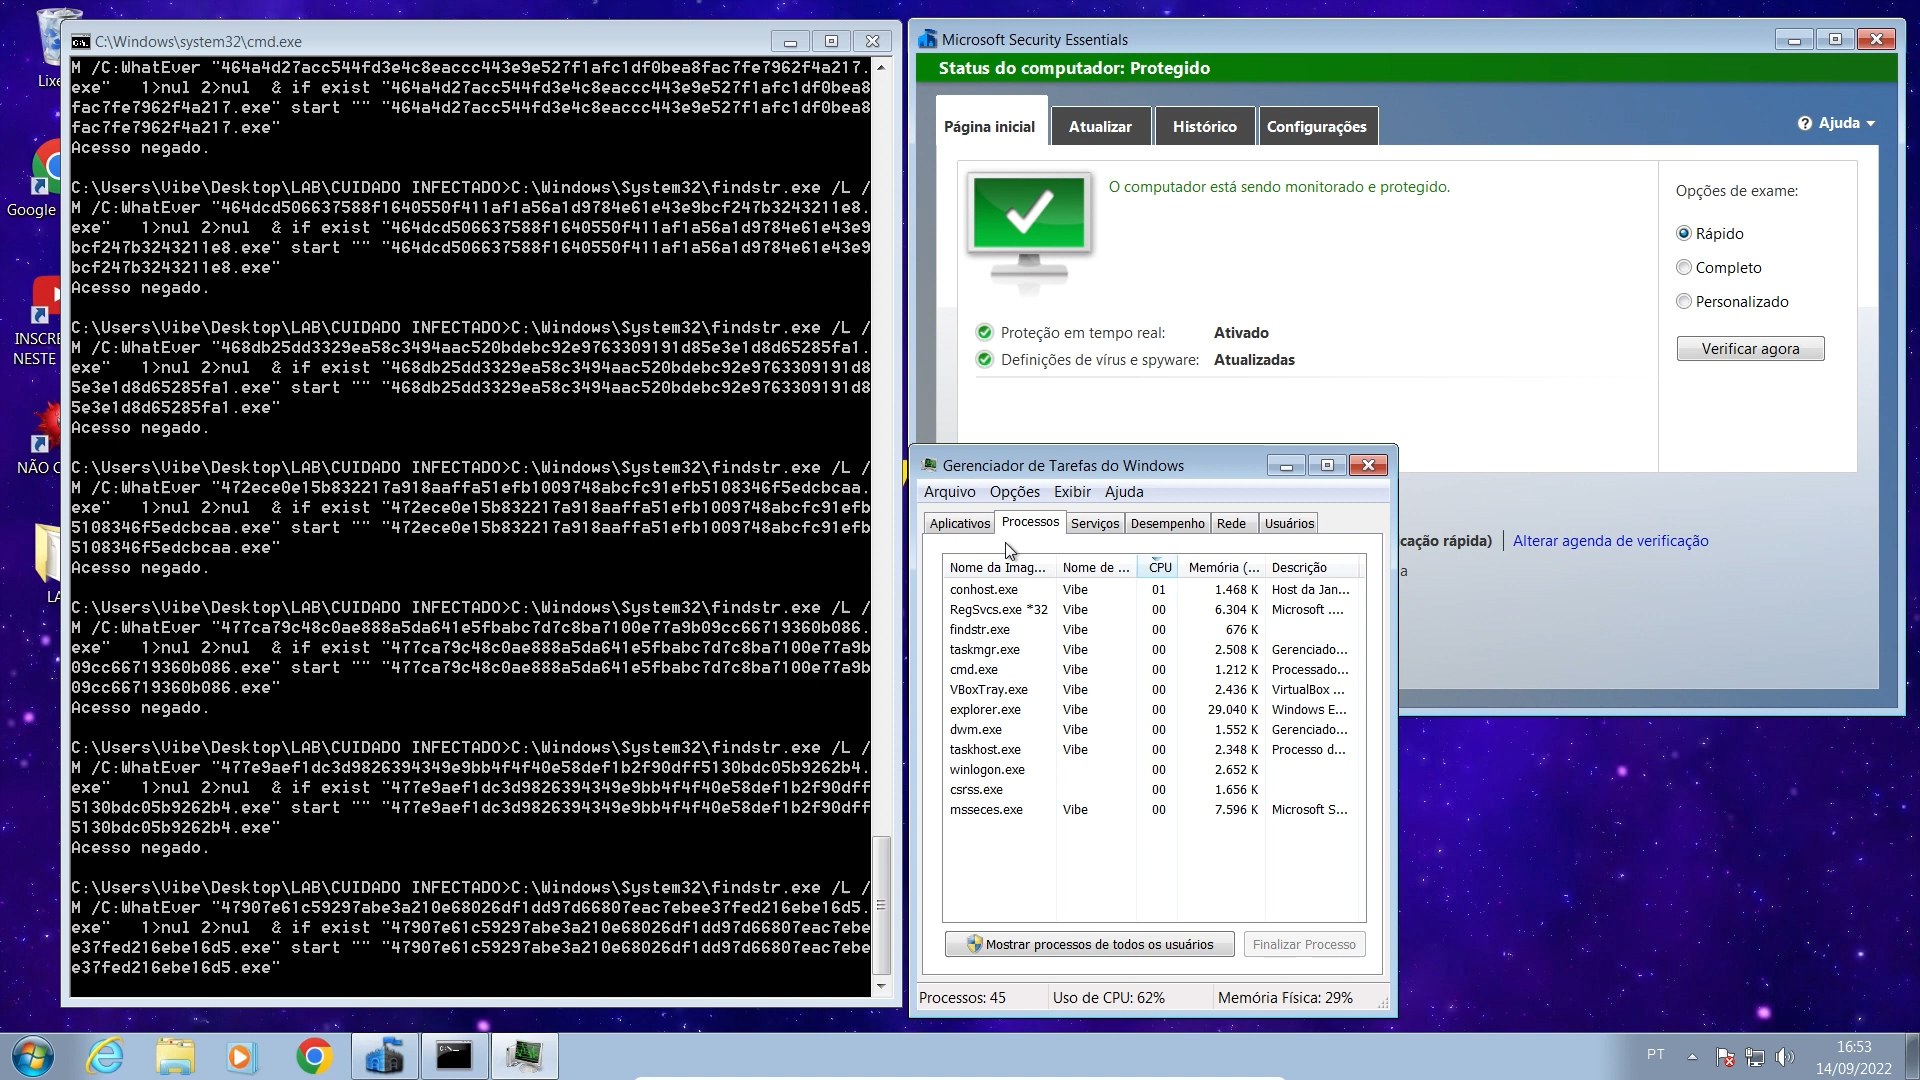 Lixe
Google
INSCRE
NESTE
NÃO C
LA
C:\Windows\system32\cmd.exe
M /C:WhatEver "464a4d27acc544fd3e4c8eaccc443e9e527f1afc1df0bea8fac7fe7962f4a217.
exe"   1>nul 2>nul  & if exist "464a4d27acc544fd3e4c8eaccc443e9e527f1afc1df0bea8
fac7fe7962f4a217.exe" start "" "464a4d27acc544fd3e4c8eaccc443e9e527f1afc1df0bea8
fac7fe7962f4a217.exe"
Acesso negado.
C:\Users\Vibe\Desktop\LAB\CUIDADO INFECTADO>C:\Windows\System32\findstr.exe /L /
M /C:WhatEver "464dcd506637588f1640550f411af1a56a1d9784e61e43e9bcf247b3243211e8.
exe"   1>nul 2>nul  & if exist "464dcd506637588f1640550f411af1a56a1d9784e61e43e9
bcf247b3243211e8.exe" start "" "464dcd506637588f1640550f411af1a56a1d9784e61e43e9
bcf247b3243211e8.exe"
Acesso negado.
C:\Users\Vibe\Desktop\LAB\CUIDADO INFECTADO>C:\Windows\System32\findstr.exe /L /
M /C:WhatEver "468db25dd3329ea58c3494aac520bdebc92e9763309191d85e3e1d8d65285fa1.
exe"   1>nul 2>nul  & if exist "468db25dd3329ea58c3494aac520bdebc92e9763309191d8
5e3e1d8d65285fa1.exe" start "" "468db25dd3329ea58c3494aac520bdebc92e9763309191d8
5e3e1d8d65285fa1.exe"
Acesso negado.
C:\Users\Vibe\Desktop\LAB\CUIDADO INFECTADO>C:\Windows\System32\findstr.exe /L /
M /C:WhatEver "472ece0e15b832217a918aaffa51efb1009748abcfc91efb5108346f5edcbcaa.
exe"   1>nul 2>nul  & if exist "472ece0e15b832217a918aaffa51efb1009748abcfc91efb
5108346f5edcbcaa.exe" start "" "472ece0e15b832217a918aaffa51efb1009748abcfc91efb
5108346f5edcbcaa.exe"
Acesso negado.
C:\Users\Vibe\Desktop\LAB\CUIDADO INFECTADO>C:\Windows\System32\findstr.exe /L /
M /C:WhatEver "477ca79c48c0ae888a5da641e5fbabc7d7c8ba7100e77a9b09cc66719360b086.
exe"   1>nul 2>nul  & if exist "477ca79c48c0ae888a5da641e5fbabc7d7c8ba7100e77a9b
09cc66719360b086.exe" start "" "477ca79c48c0ae888a5da641e5fbabc7d7c8ba7100e77a9b
09cc66719360b086.exe"
Acesso negado.
C:\Users\Vibe\Desktop\LAB\CUIDADO INFECTADO>C:\Windows\System32\findstr.exe /L /
M /C:WhatEver "477e9aef1dc3d9826394349e9bb4f4f40e58def1b2f90dff5130bdc05b9262b4.
exe"   1>nul 2>nul  & if exist "477e9aef1dc3d9826394349e9bb4f4f40e58def1b2f90dff
5130bdc05b9262b4.exe" start "" "477e9aef1dc3d9826394349e9bb4f4f40e58def1b2f90dff
5130bdc05b9262b4.exe"
Acesso negado.
C:\Users\Vibe\Desktop\LAB\CUIDADO INFECTADO>C:\Windows\System32\findstr.exe /L /
M /C:WhatEver "47907e61c59297abe3a210e68026df1dd97d66807eac7ebee37fed216ebe16d5.
exe"   1>nul 2>nul  & if exist "47907e61c59297abe3a210e68026df1dd97d66807eac7ebe
e37fed216ebe16d5.exe" start "" "47907e61c59297abe3a210e68026df1dd97d66807eac7ebe
e37fed216ebe16d5.exe"
Microsoft Security Essentials
Status do computador: Protegido
Página inicial Atualizar Histórico Configurações Ajuda
O computador está sendo monitorado e protegido.
Proteção em tempo real: Ativado
Definições de vírus e spyware: Atualizadas
Opções de exame:
Rápido
Completo
Personalizado
Verificar agora
cação rápida) Alterar agenda de verificação
a
Gerenciador de Tarefas do Windows
Arquivo Opções Exibir Ajuda
Aplicativos Processos Serviços Desempenho Rede Usuários
Nome da Imag... Nome de ... CPU Memória (... Descrição
conhost.exe Vibe 01 1.468 K Host da Jan...
RegSvcs.exe *32 Vibe 00 6.304 K Microsoft ....
findstr.exe Vibe 00 676 K
taskmgr.exe Vibe 00 2.508 K Gerenciado...
cmd.exe Vibe 00 1.212 K Processado...
VBoxTray.exe Vibe 00 2.436 K VirtualBox ...
explorer.exe Vibe 00 29.040 K Windows E...
dwm.exe Vibe 00 1.552 K Gerenciado...
taskhost.exe Vibe 00 2.348 K Processo d...
winlogon.exe 00 2.652 K
csrss.exe 00 1.656 K
msseces.exe Vibe 00 7.596 K Microsoft S...
Mostrar processos de todos os usuários Finalizar Processo
Processos: 45 Uso de CPU: 62% Memória Física: 29%
PT
16:53
14/09/2022